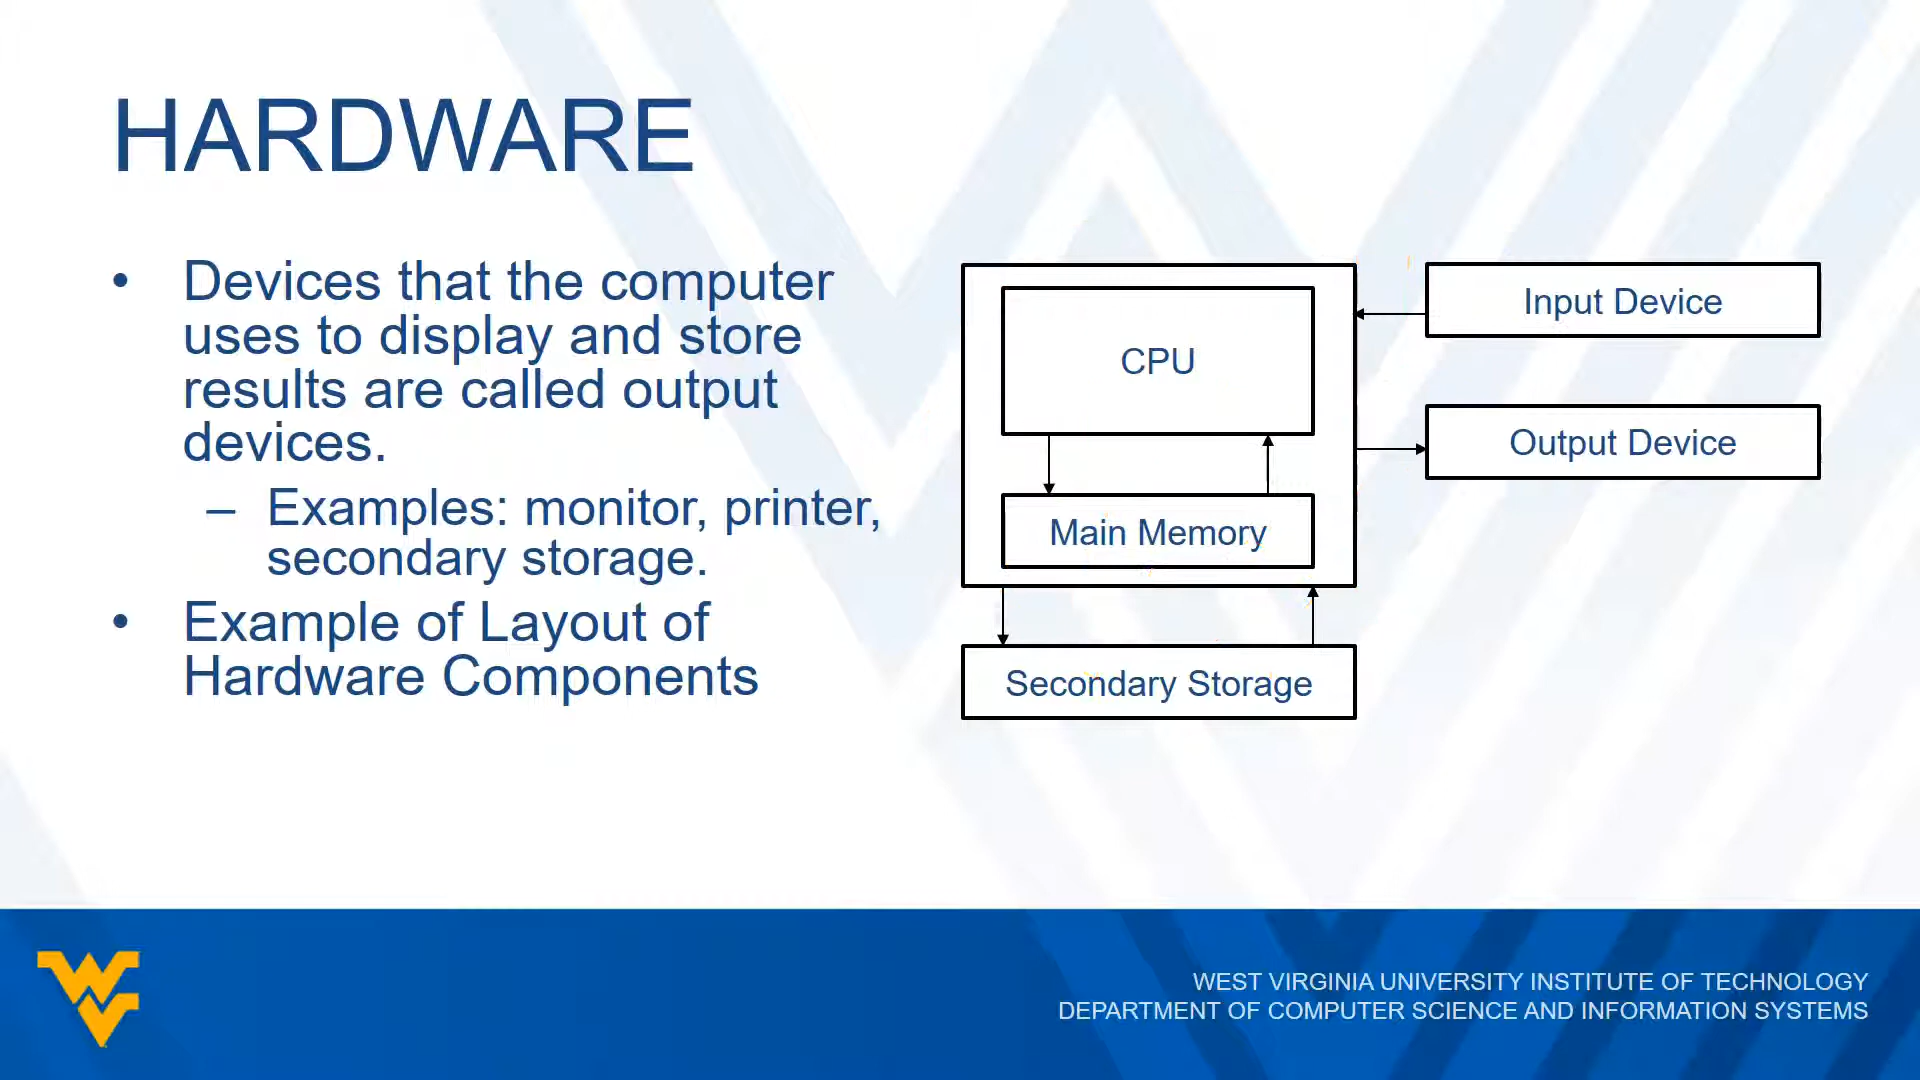 HARDWARE
• Devices that the computer
uses to display and store
results are called output
devices.
– Examples: monitor, printer,
secondary storage.
• Example of Layout of
Hardware Components
CPU
Main Memory
Secondary Storage
Input Device
Output Device
WEST VIRGINIA UNIVERSITY INSTITUTE OF TECHNOLOGY
DEPARTMENT OF COMPUTER SCIENCE AND INFORMATION SYSTEMS